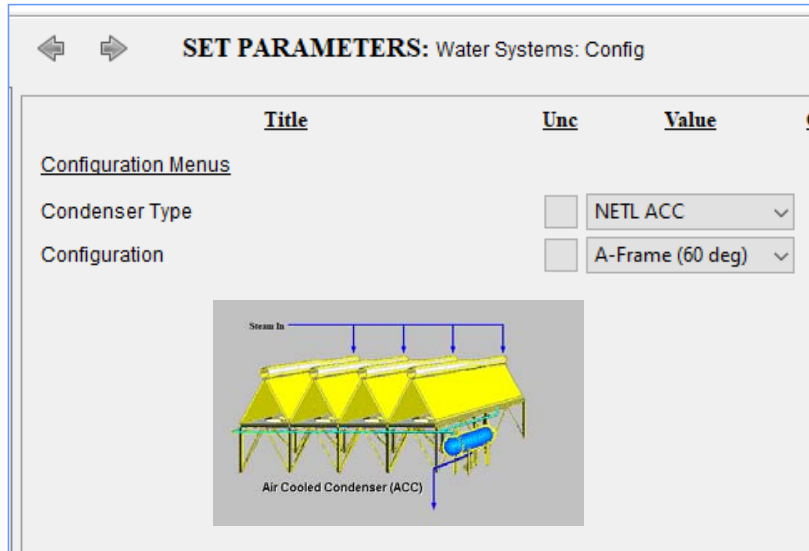 SET PARAMETERS: Water Systems: Config
Title Unc Value
Configuration Menus
Condenser Type NETL ACC
Configuration A-Frame (60 deg)
Steam In
Air Cooled Condenser (ACC)